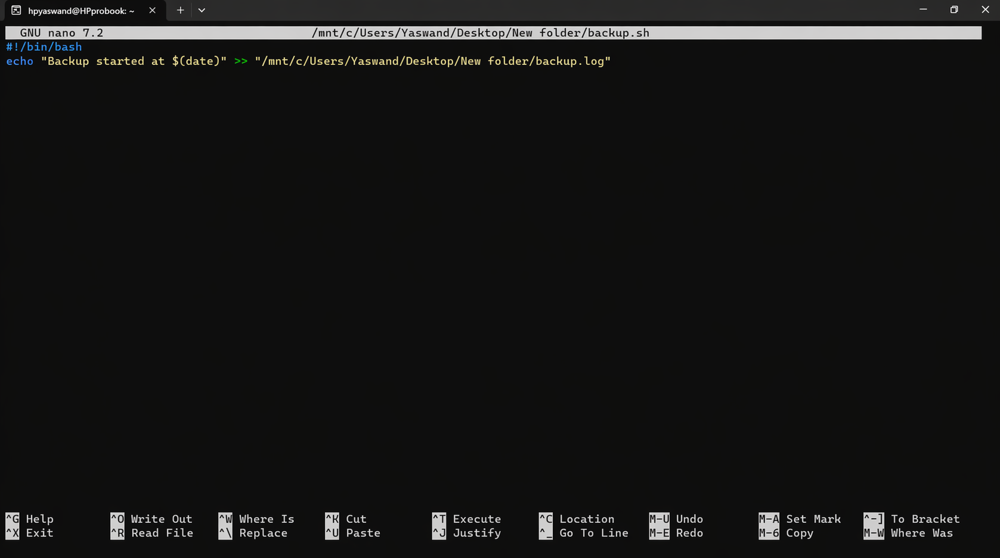 hpyaswand@HPprobook: ~
GNU nano 7.2 /mnt/c/Users/Yaswand/Desktop/New folder/backup.sh
#!/bin/bash
echo "Backup started at $(date)" >> "/mnt/c/Users/Yaswand/Desktop/New folder/backup.log"
^G Help ^O Write Out ^W Where Is ^K Cut ^T Execute ^C Location M-U Undo M-A Set Mark ^-] To Bracket
^X Exit ^R Read File ^\ Replace ^U Paste ^J Justify ^_ Go To Line M-E Redo M-6 Copy M-W Where Was